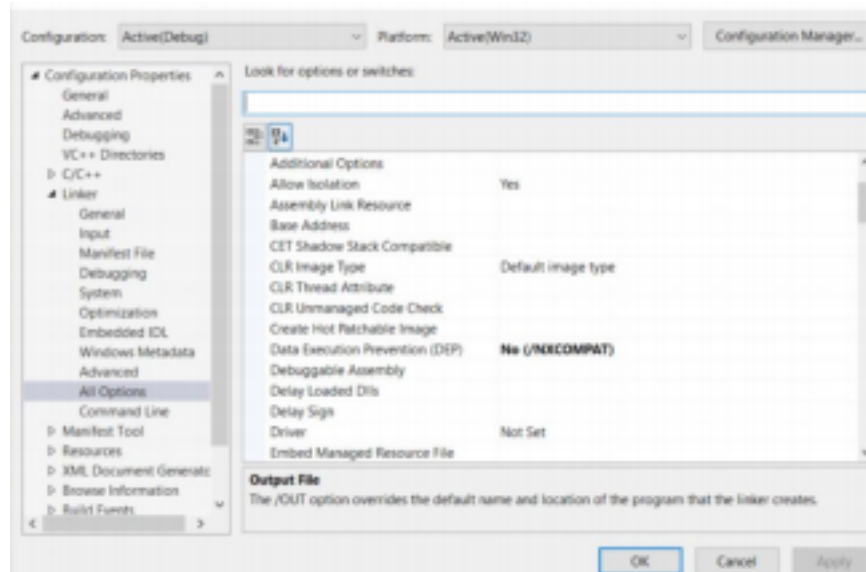 Configuration: Active(Debug) Platform: Active(Win32) Configuration Manager...
Configuration Properties
General
Advanced
Debugging
VC++ Directories
C/C++
Linker
General
Input
Manifest File
Debugging
System
Optimization
Embedded IDL
Windows Metadata
Advanced
All Options
Command Line
Manifest Tool
Resources
XML Document Generato
Browse Information
Build Events
Look for options or switches:
Additional Options
Allow Isolation Yes
Assembly Link Resource
Base Address
CET Shadow Stack Compatible
CLR Image Type Default image type
CLR Thread Attribute
CLR Unmanaged Code Check
Create Hot Patchable Image
Data Execution Prevention (DEP) No (/NXCOMPAT)
Debuggable Assembly
Delay Loaded Dlls
Delay Sign
Driver Not Set
Embed Managed Resource File
Output File
The /OUT option overrides the default name and location of the program that the linker creates.
OK Cancel Apply